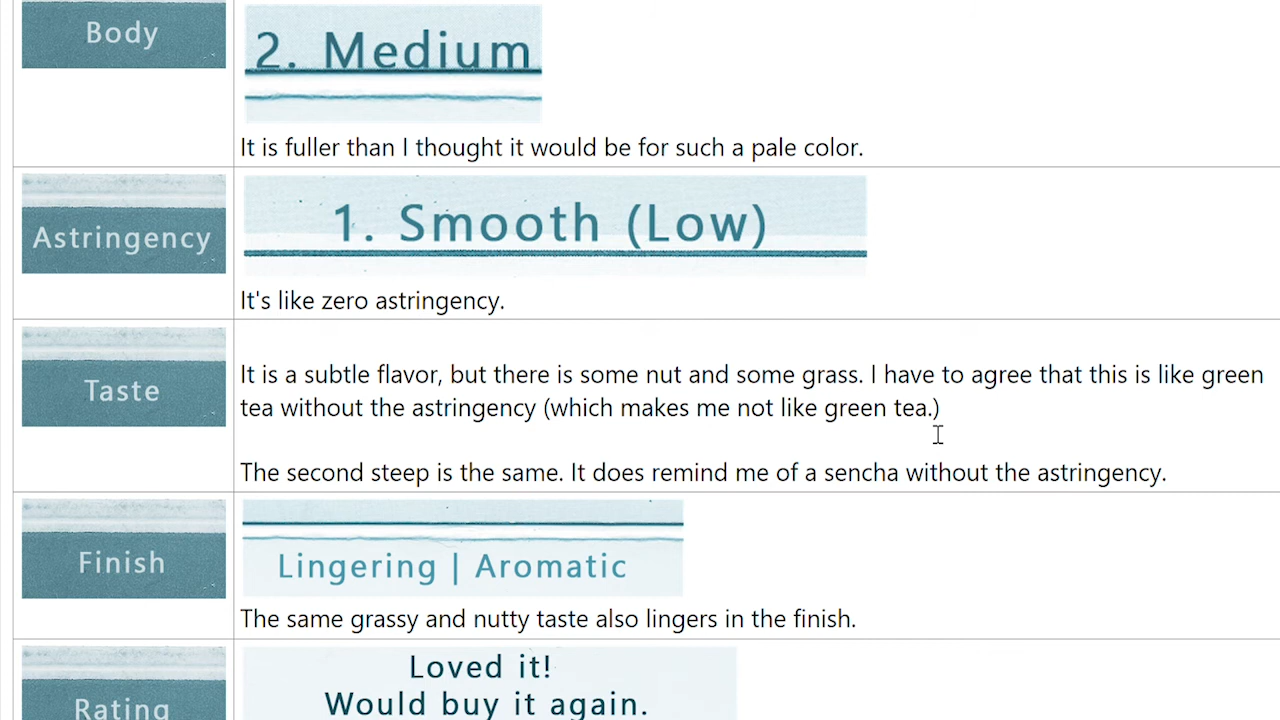 Body
2. Medium
It is fuller than I thought it would be for such a pale color.
Astringency
1. Smooth (Low)
It's like zero astringency.
Taste
It is a subtle flavor, but there is some nut and some grass. I have to agree that this is like green
tea without the astringency (which makes me not like green tea.)
The second steep is the same. It does remind me of a sencha without the astringency.
Finish
Lingering | Aromatic
The same grassy and nutty taste also lingers in the finish.
Rating
Loved it!
Would buy it again.